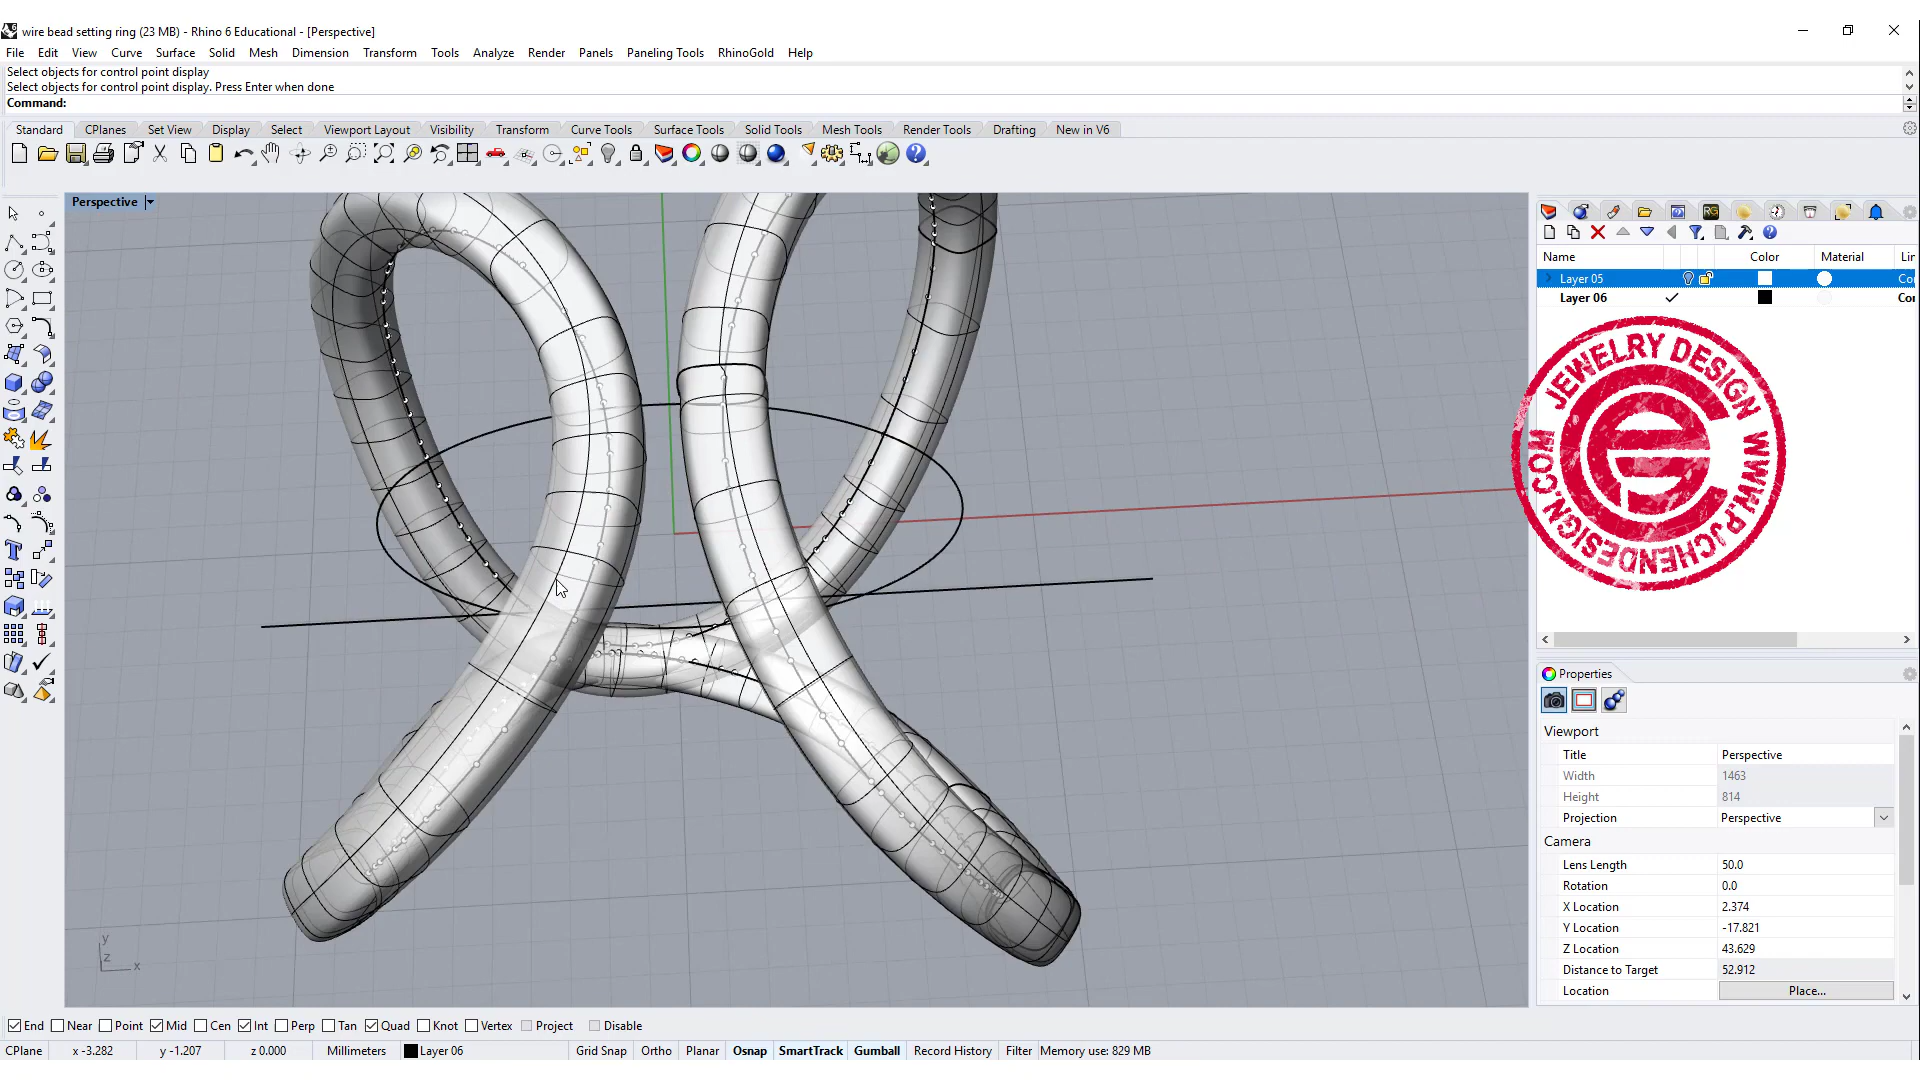 wire bead setting ring (23 MB) - Rhino 6 Educational - [Perspective]
File Edit View Curve Surface Solid Mesh Dimension Transform Tools Analyze Render Panels Paneling Tools RhinoGold Help
Select objects for control point display
Select objects for control point display. Press Enter when done
Command:
Standard CPlanes Set View Display Select Viewport Layout Visibility Transform Curve Tools Surface Tools Solid Tools Mesh Tools Render Tools Drafting New in V6
Perspective
Name Color Material Lin
Layer 05 Cor
Layer 06 Cor
JEWELRY DESIGN WWW.PJCHENDESIGN.COM
Properties
Viewport
Title Perspective
Width 1463
Height 814
Projection Perspective
Camera
Lens Length 50.0
Rotation 0.0
X Location 2.374
Y Location -17.821
Z Location 43.629
Distance to Target 52.912
Location Place...
y
z x
End Near Point Mid Cen Int Perp Tan Quad Knot Vertex Project Disable
CPlane x -3.282 y -1.207 z 0.000 Millimeters Layer 06 Grid Snap Ortho Planar Osnap SmartTrack Gumball Record History Filter Memory use: 829 MB